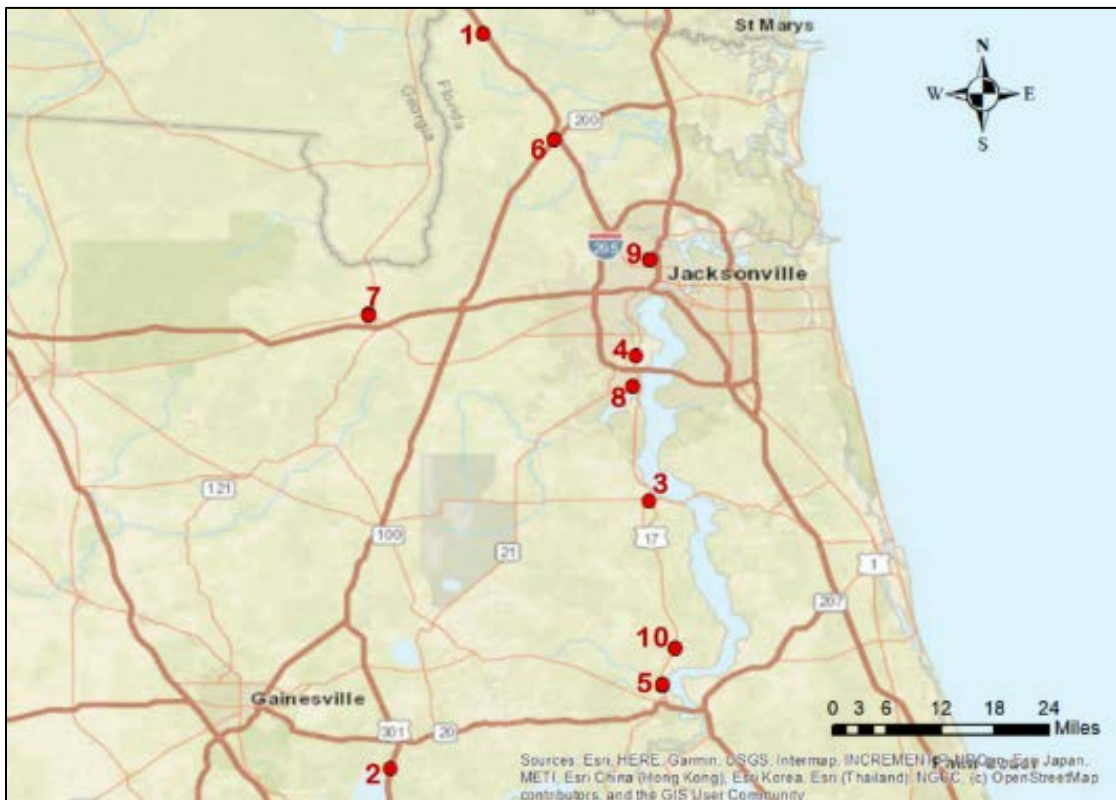 St Marys
1
N
W E
S
Florida
Georgia
200
6
295
9
Jacksonville
7
4
8
3
121
17
100
21
1
207
10
5
Gainesville
0 3 6 12 18 24
Miles
301
20
2
Sources: Esri, HERE, Garmin, USGS, Intermap, INCREMENT P, NRCan, Esri Japan,
METI, Esri China (Hong Kong), Esri Korea, Esri (Thailand), NGCC, (c) OpenStreetMap
contributors, and the GIS User Community